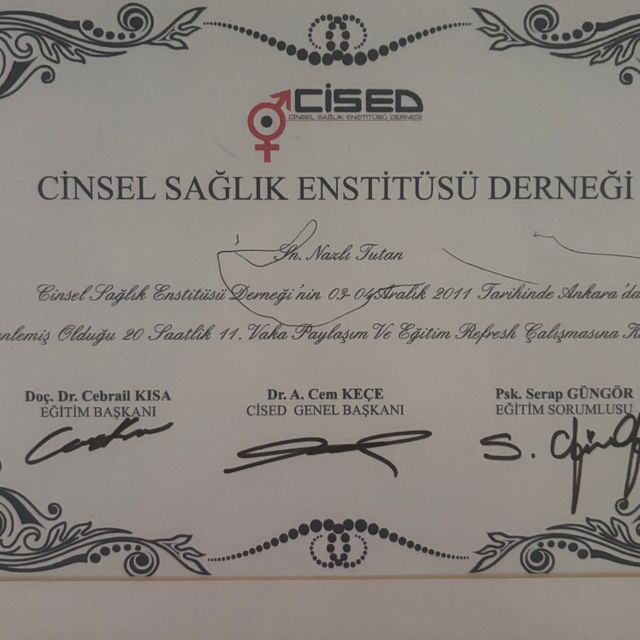 CİSED
CİNSEL SAĞLIK ENSTİTÜSÜ DERNEĞİ
CİNSEL SAĞLIK ENSTİTÜSÜ DERNEĞİ
Sn. Nazlı Tutan
Cinsel Sağlık Enstitüsü Derneği'nin 03-04 Aralık 2011 Tarihinde Ankara'da
nlemiş Olduğu 20 Saatlik 11. Vaka Paylaşım Ve Eğitim Refresh Çalışmasına
Doç. Dr. Cebrail KISA
EĞİTİM BAŞKANI
Dr. A. Cem KEÇE
CİSED GENEL BAŞKANI
Psk. Serap GÜNGÖR
EĞİTİM SORUMLUSU